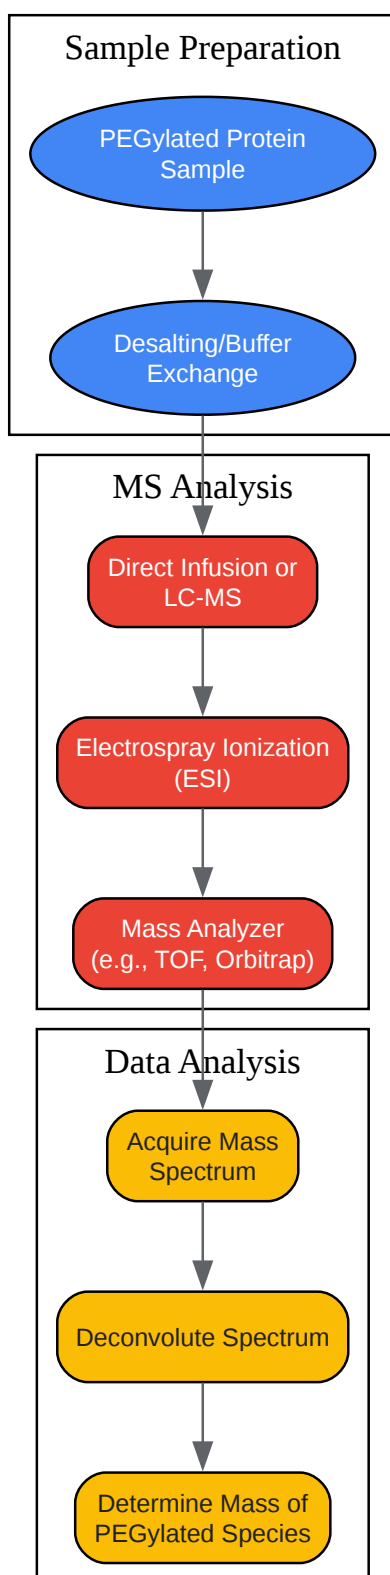 Sample Preparation
PEGylated Protein
Sample
Desalting/Buffer
Exchange
MS Analysis
Direct Infusion or
LC-MS
Electrospray Ionization
(ESI)
Mass Analyzer
(e.g., TOF, Orbitrap)
Data Analysis
Acquire Mass
Spectrum
Deconvolute Spectrum
Determine Mass of
PEGylated Species